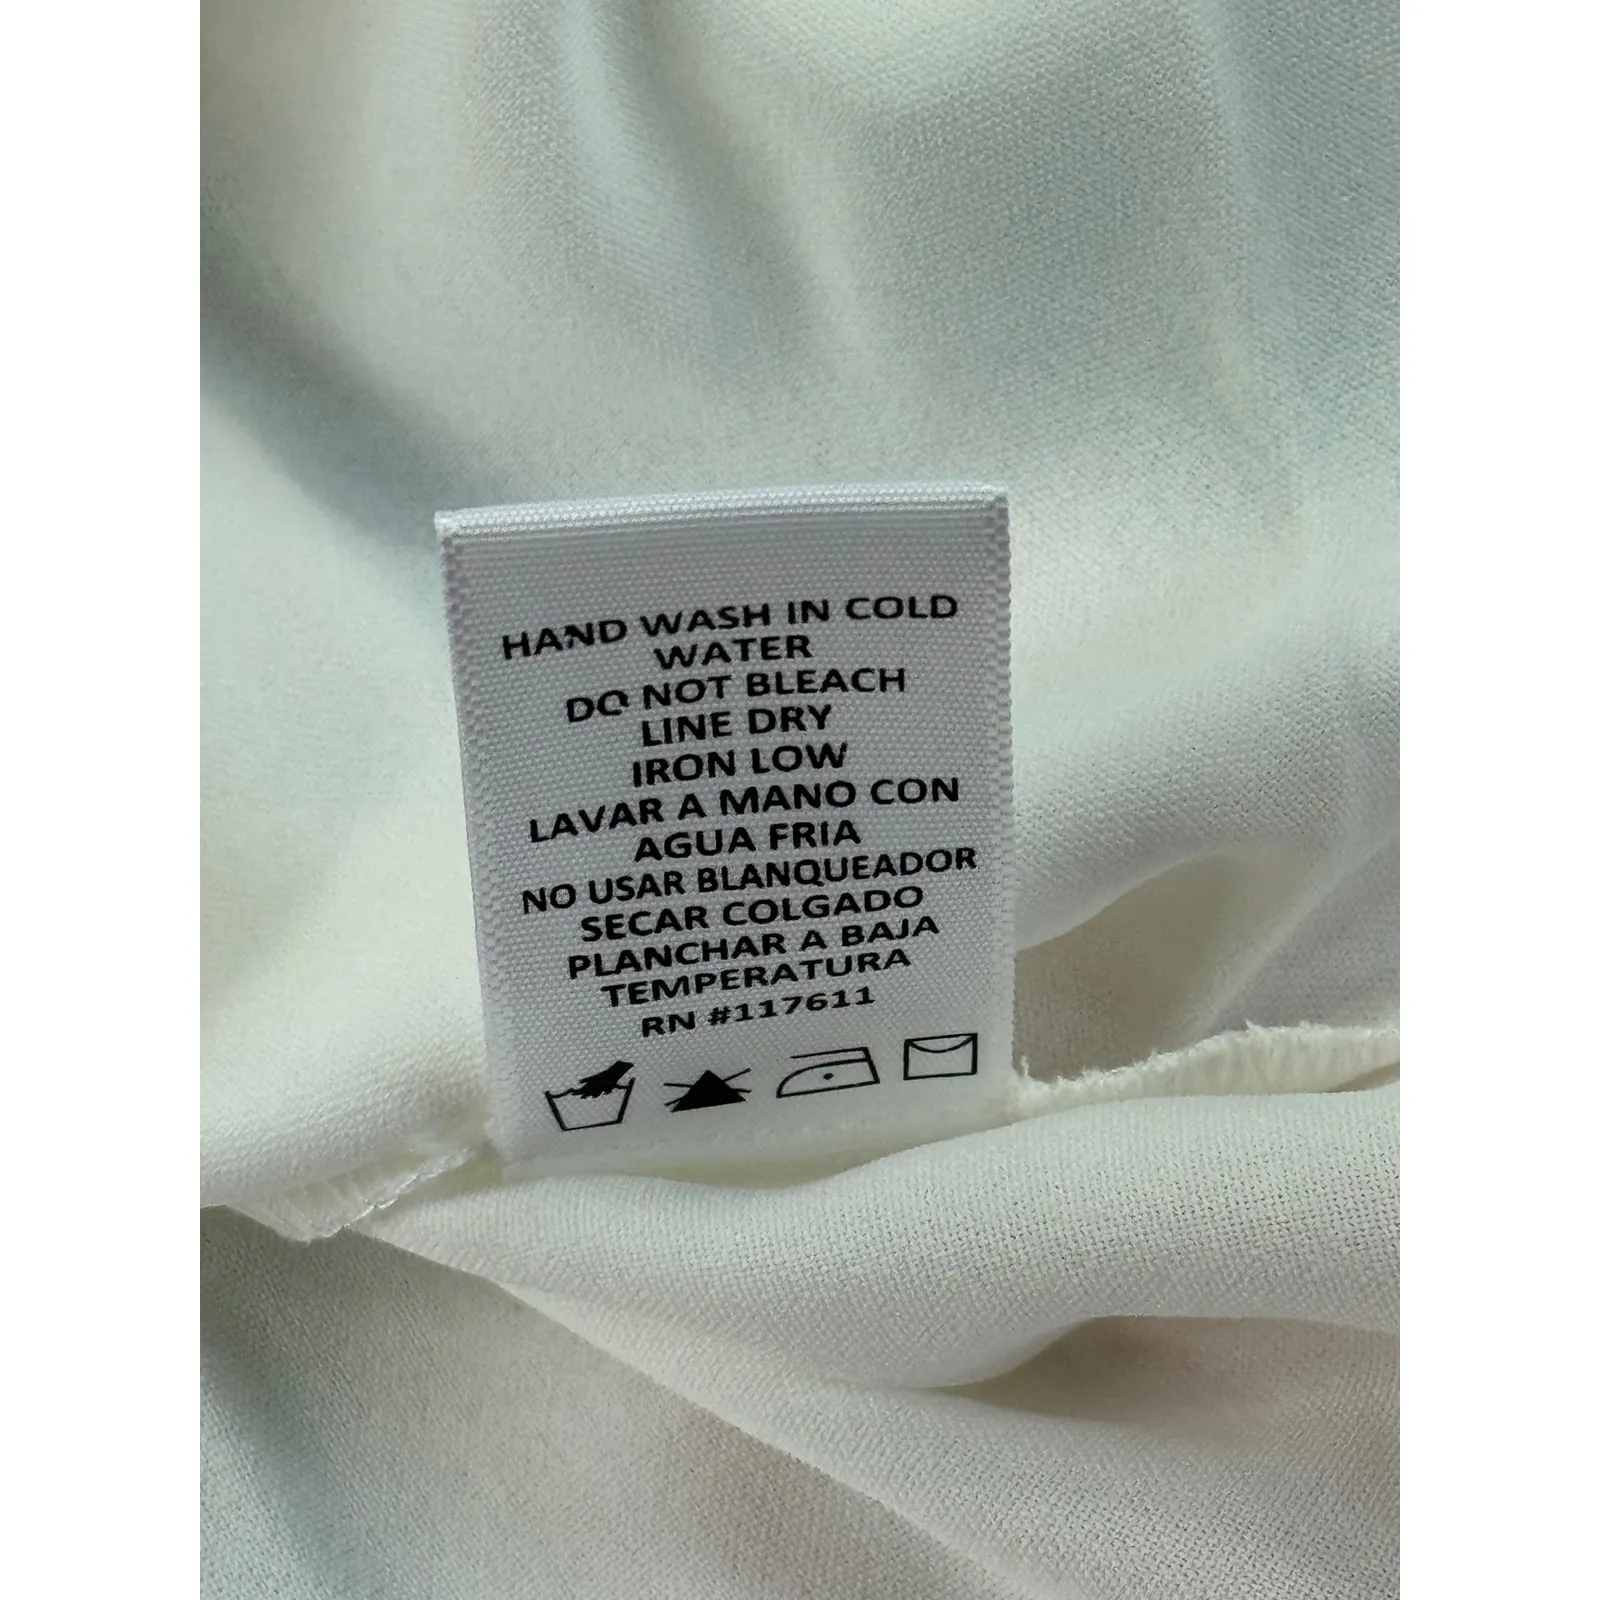 HAND WASH IN COLD
WATER
DO NOT BLEACH
LINE DRY
IRON LOW
LAVAR A MANO CON
AGUA FRIA
NO USAR BLANQUEADOR
SECAR COLGADO
PLANCHAR A BAJA
TEMPERATURA
RN #117611